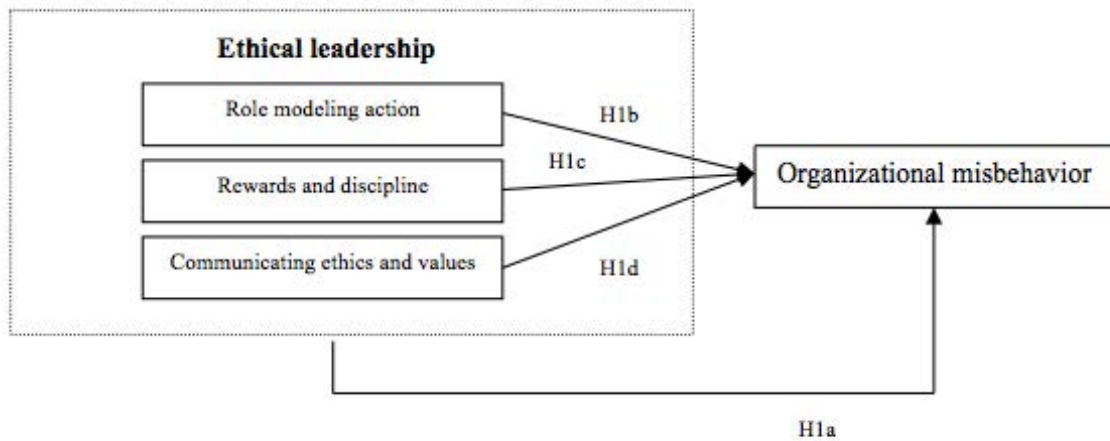 Ethical leadership
Role modeling action
H1b
H1c
Rewards and discipline
Organizational misbehavior
Communicating ethics and values
H1d
H1a